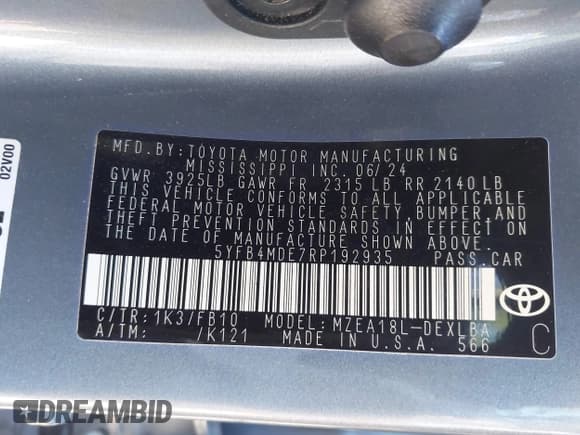 02V00
MFD.BY:TOYOTA MOTOR MANUFACTURING
MISSISSIPPI INC. 06/24
GVWR 3925LB GAWR FR 2315 LB RR 2140 LB
THIS VEHICLE CONFORMS TO ALL APPLICABLE
FEDERAL MOTOR VEHICLE SAFETY, BUMPER,AND
THEFT PREVENTION STANDARDS IN EFFECT ON
THE DATE OF MANUFACTURE SHOWN ABOVE.
5YFB4MDE7RP192935 PASS.CAR
C/TR:1K3/FB10 MODEL:MZEA18L-DEXLBA
A/TM: /K121 MADE IN U.S.A. 566
C
DREAMBID